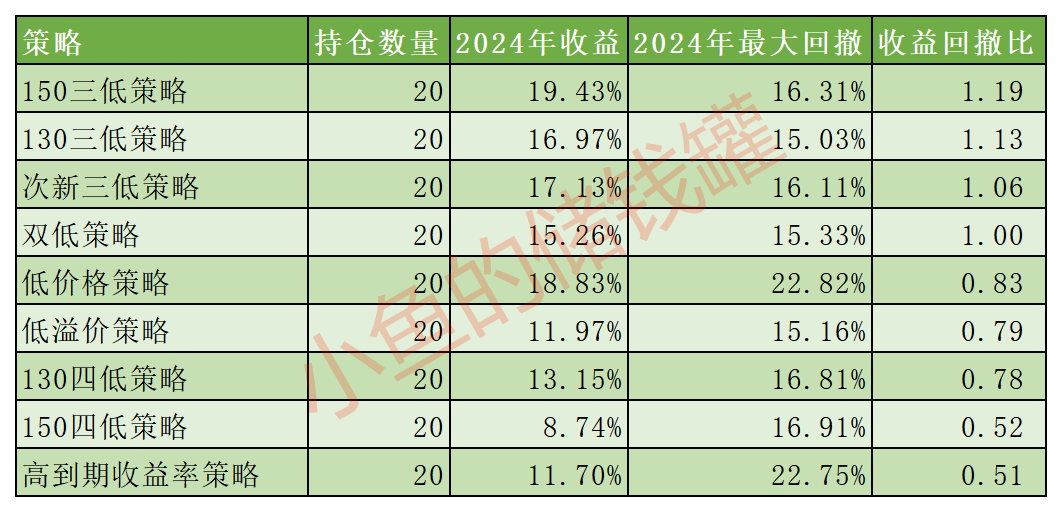 策略 持仓数量 2024年收益 2024年最大回撤 收益回撤比
150三低策略 20 19.43% 16.31% 1.19
130三低策略 20 16.97% 15.03% 1.13
次新三低策略 20 17.13% 16.11% 1.06
双低策略 20 15.26% 15.33% 1.00
低价格策略 20 18.83% 22.82% 0.83
低溢价策略 20 11.97% 15.16% 0.79
130四低策略 20 13.15% 16.81% 0.78
150四低策略 20 8.74% 16.91% 0.52
高到期收益率策略 20 11.70% 22.75% 0.51
小鱼的储钱罐